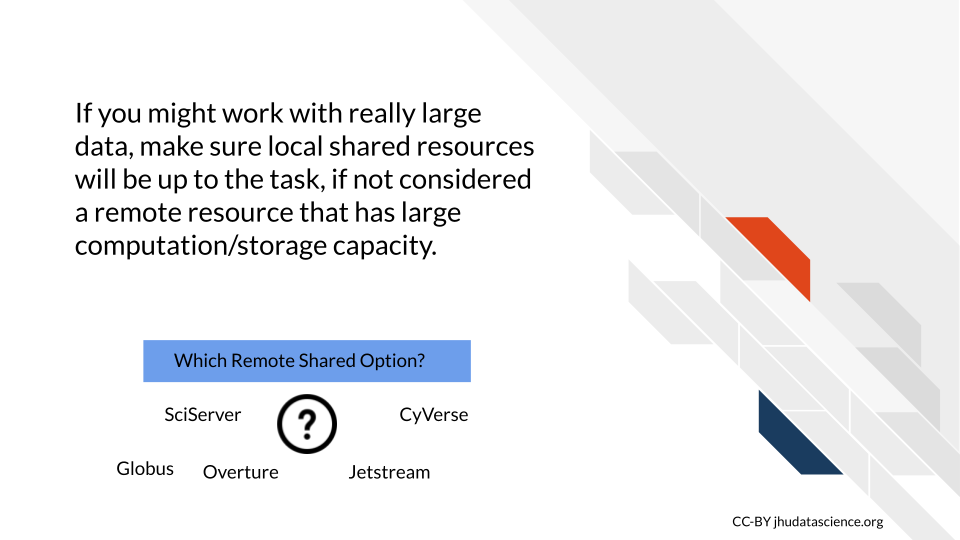 If you might work with really large
data, make sure local shared resources
will be up to the task, if not considered
a remote resource that has large
computation/storage capacity.
Which Remote Shared Option?
SciServer
?
CyVerse
Globus
Overture
Jetstream
CC-BY jhudatascience.org